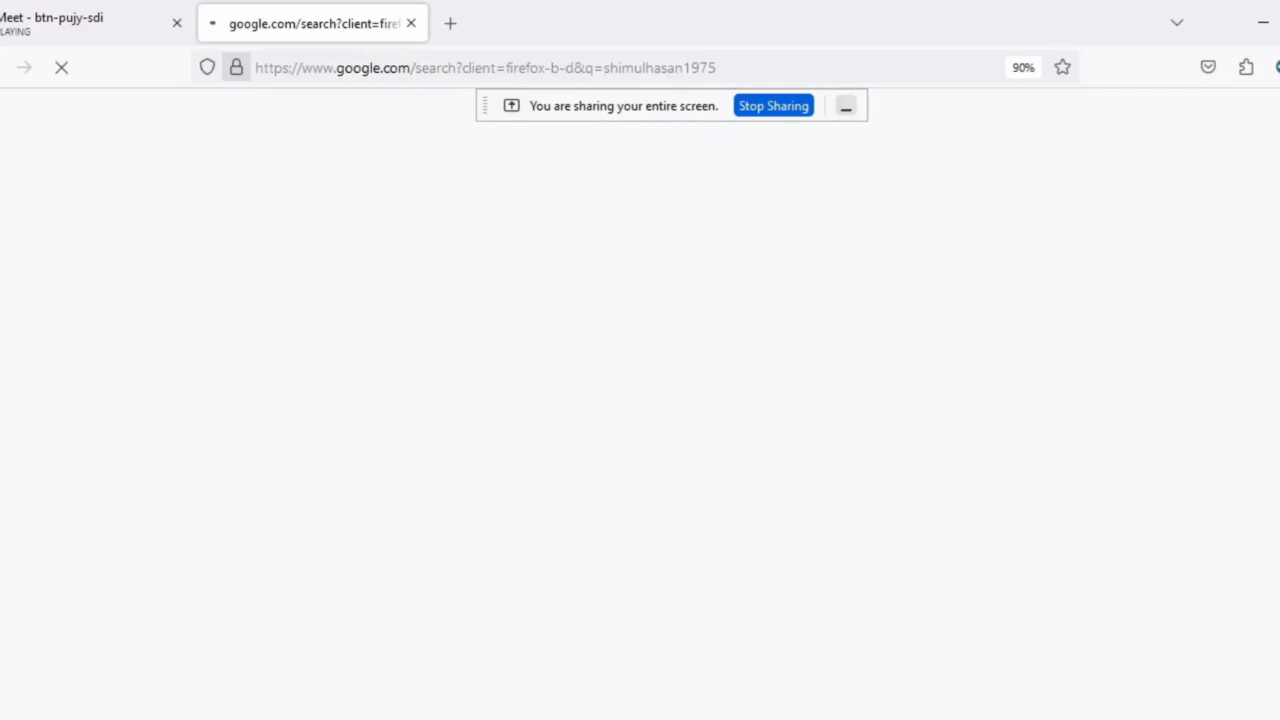 Meet - btn-pujy-sdi
LAYING
google.com/search?client=firef
https://www.google.com/search?client=firefox-b-d&q=shimulhasan1975
90%
You are sharing your entire screen.
Stop Sharing